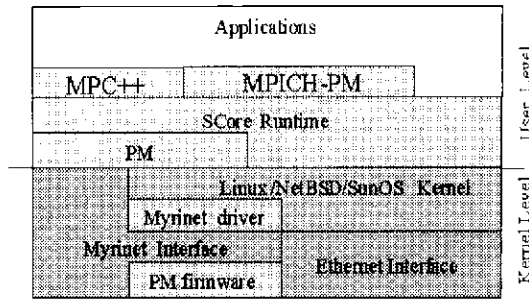 Applications
MPC++ MPICH-PM
SCore Runtime
PM
Linux/NetBSD/SunOS Kernel
Myrinet driver
Myrinet Interface
Ethernet Interface
PM firmware
User Level
Kernel Level